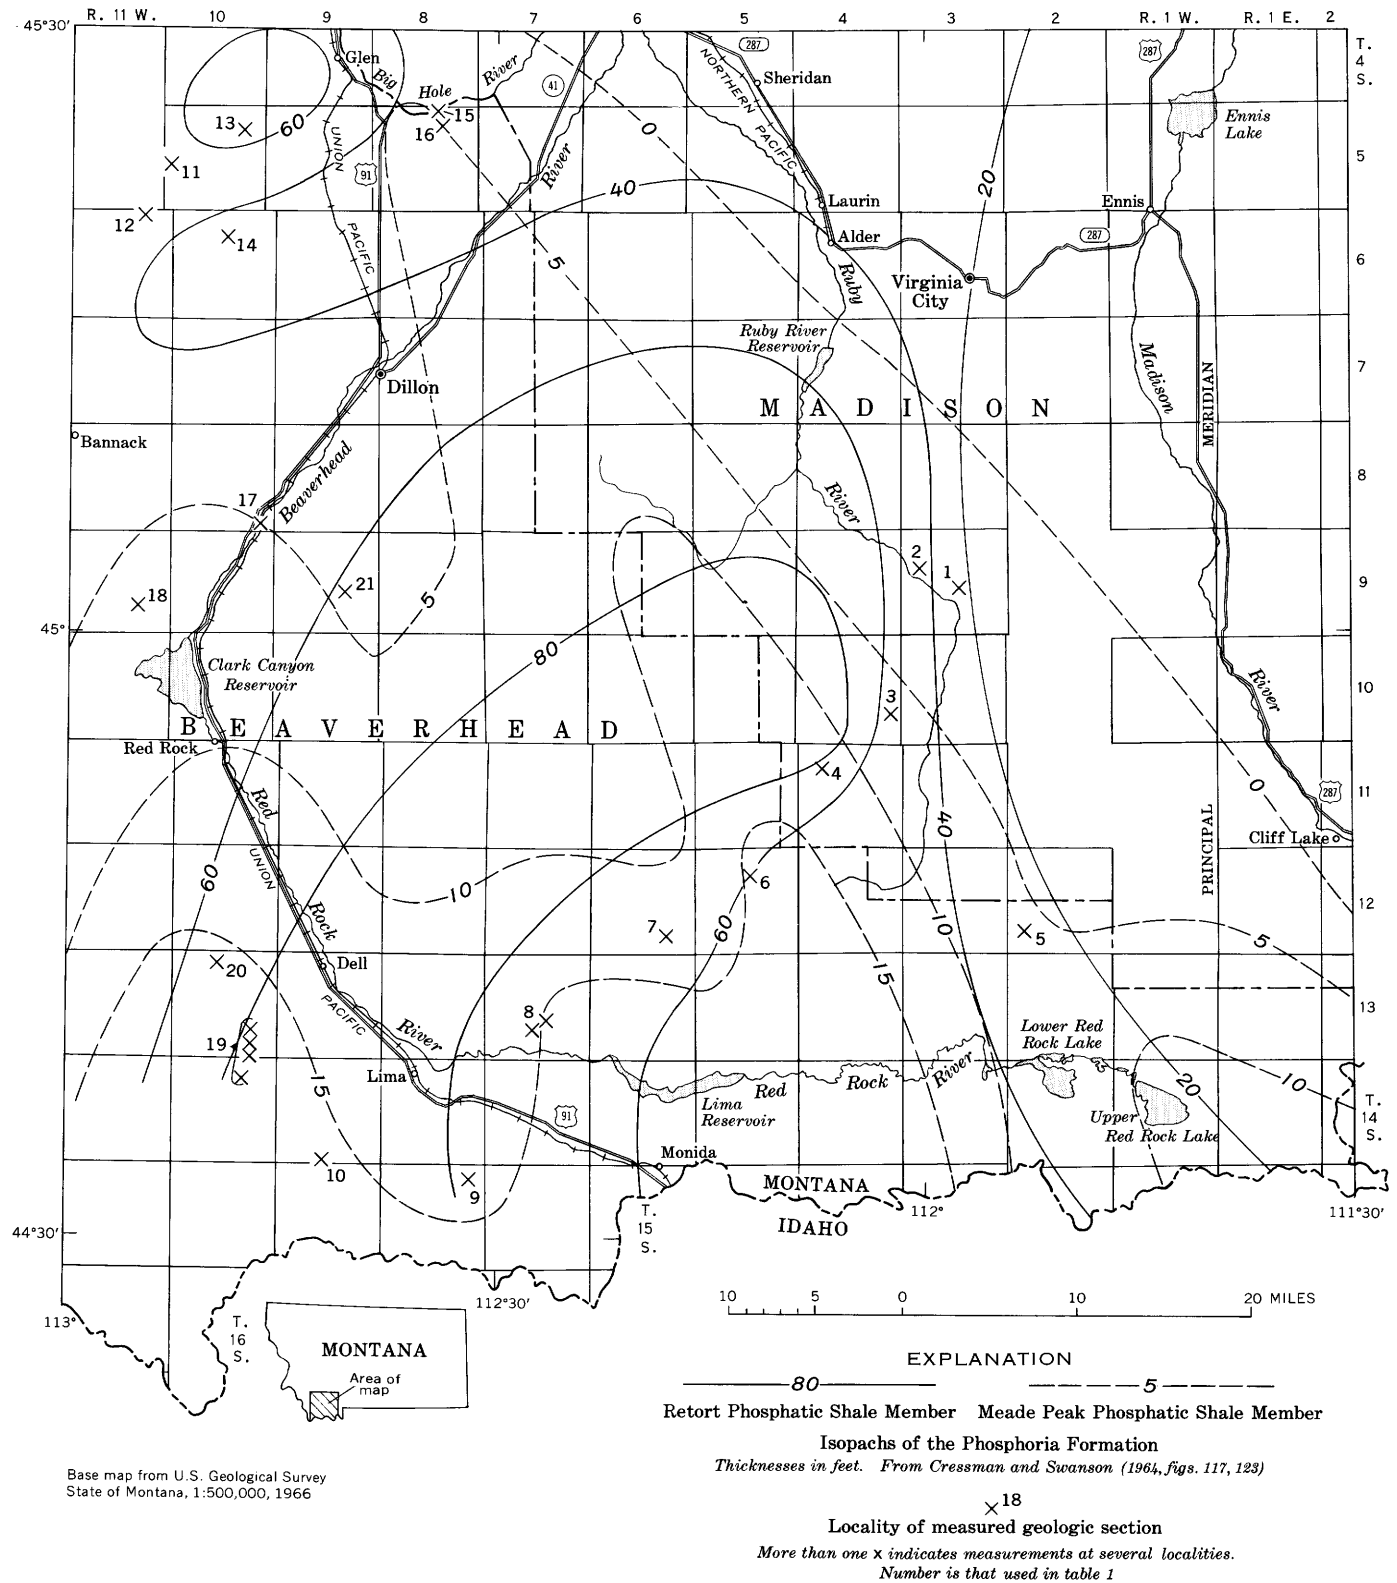 R. 11 W. 10 9 8 7 6 5 4 3 2 R. 1 W. R. 1 E. 2
45°30'
T.
4
S.
5
6
7
8
9
10
11
12
13
T.
14
S.
Glen
Big
Hole
River
41
287
Sheridan
NORTHERN PACIFIC
287
Ennis
Lake
13
60
15
16
0
11
UNION
91
River
40
20
Laurin
Ennis
12
14
PACIFIC
5
Alder
287
Ruby
Virginia
City
Ruby River
Reservoir
Madison
MERIDIAN
Dillon
MADISON
Bannack
Beaverhead
17
River
2
1
18
21
5
45°
80
Clark Canyon
Reservoir
River
3
BEAVERHEAD
Red Rock
4
Red
0
287
40
Cliff Lake
UNION
60
10
6
PRINCIPAL
Rock
7
60
10
5
5
20
Dell
15
PACIFIC
8
River
19
Lower Red
Rock Lake
15
Lima
Red
Rock
River
20
10
Lima
Reservoir
91
Upper
Red Rock Lake
Monida
10
9
MONTANA
IDAHO
112°
111°30'
T.
15
S.
44°30'
112°30'
113°
T.
16
S.
10 5 0 10 20 MILES
MONTANA
Area of
map
EXPLANATION
80 5
Retort Phosphatic Shale Member Meade Peak Phosphatic Shale Member
Isopachs of the Phosphoria Formation
Thicknesses in feet. From Cressman and Swanson (1964, figs. 117, 123)
18
Locality of measured geologic section
More than one x indicates measurements at several localities.
Number is that used in table 1
Base map from U.S. Geological Survey
State of Montana, 1:500,000, 1966